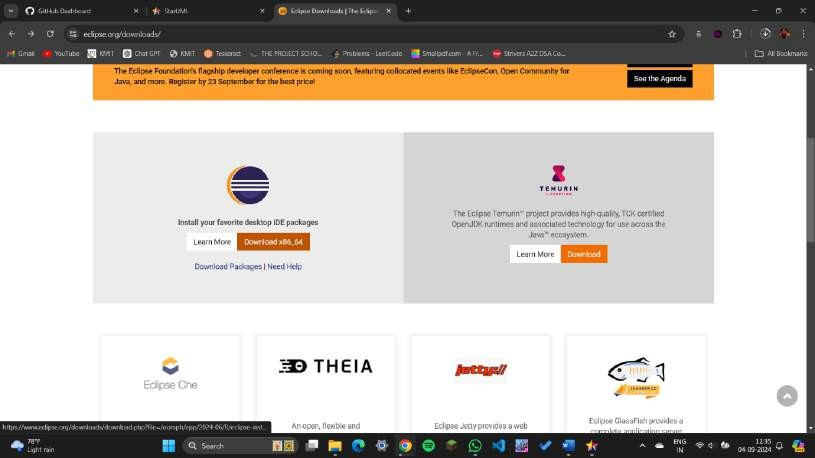 GitHub Dashboard
StarUML
Eclipse Downloads | The Eclipse
eclipse.org/downloads/
Gmail
YouTube
KMIT
Chat GPT
KMIT
Tesseract
THE PROJECT SCHO...
Problems - LeetCode
Smallpdf.com - A Fr...
Strivers A2Z DSA Co...
All Bookmarks
The Eclipse Foundation's flagship developer conference is coming soon, featuring collocated events like EclipseCon, Open Community for
Java, and more. Register by 23 September for the best price!
See the Agenda
Install your favorite desktop IDE packages
Learn More
Download x86_64
Download Packages | Need Help
TEMURIN
The Eclipse Temurin™ project provides high-quality, TCK certified
OpenJDK runtimes and associated technology for use across the
Java™ ecosystem.
Learn More
Download
Eclipse Che
THEIA
An open, flexible and
jetty://
Eclipse Jetty provides a web
Eclipse GlassFish provides a
complete application server
https://www.eclipse.org/downloads/download.php?file=/oomph/epp/2024-06/R/eclipse-inst...
78°F
Light rain
Search
ENG
IN
12:35
04-09-2024